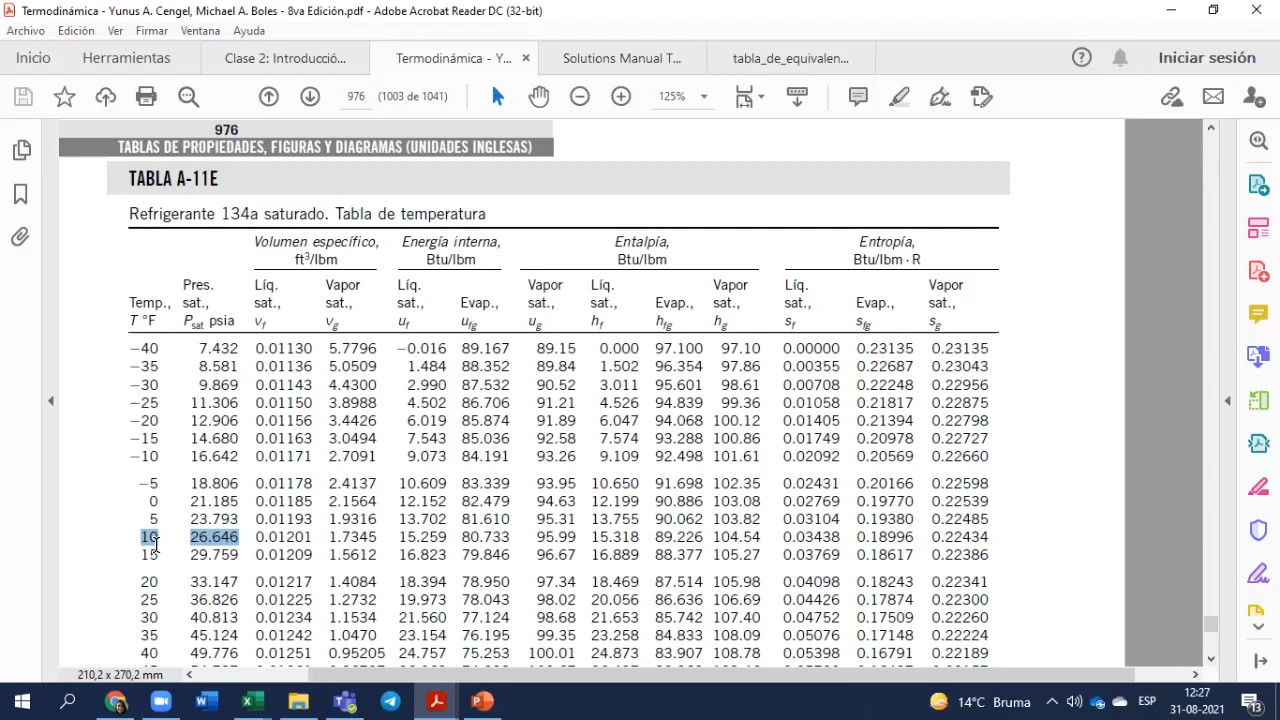 Termodinámica - Yunus A. Cengel, Michael A. Boles - 8va Edición.pdf - Adobe Acrobat Reader DC (32-bit)
Archivo Edición Ver Firmar Ventana Ayuda
Inicio Herramientas Clase 2: Introducció... Termodinámica - Y... × Solutions Manual T... tabla_de_equivalen... Iniciar sesión
976 (1003 de 1041) 125%
976
TABLAS DE PROPIEDADES, FIGURAS Y DIAGRAMAS (UNIDADES INGLESAS)
TABLA A-11E
Refrigerante 134a saturado. Tabla de temperatura
Volumen específico, Energía interna, Entalpía, Entropía,
ft³/lbm Btu/lbm Btu/lbm Btu/lbm · R
Pres. Líq. Vapor Líq. Vapor Líq. Vapor Líq. Vapor
Temp., sat., sat., sat., sat., Evap., sat., sat., Evap., sat., sat., Evap., sat.,
T °F Psat psia vf vg uf ufg ug hf hfg hg sf sfg sg
−40 7.432 0.01130 5.7796 −0.016 89.167 89.15 0.000 97.100 97.10 0.00000 0.23135 0.23135
−35 8.581 0.01136 5.0509 1.484 88.352 89.84 1.502 96.354 97.86 0.00355 0.22687 0.23043
−30 9.869 0.01143 4.4300 2.990 87.532 90.52 3.011 95.601 98.61 0.00708 0.22248 0.22956
−25 11.306 0.01150 3.8988 4.502 86.706 91.21 4.526 94.839 99.36 0.01058 0.21817 0.22875
−20 12.906 0.01156 3.4426 6.019 85.874 91.89 6.047 94.068 100.12 0.01405 0.21394 0.22798
−15 14.680 0.01163 3.0494 7.543 85.036 92.58 7.574 93.288 100.86 0.01749 0.20978 0.22727
−10 16.642 0.01171 2.7091 9.073 84.191 93.26 9.109 92.498 101.61 0.02092 0.20569 0.22660
−5 18.806 0.01178 2.4137 10.609 83.339 93.95 10.650 91.698 102.35 0.02431 0.20166 0.22598
0 21.185 0.01185 2.1564 12.152 82.479 94.63 12.199 90.886 103.08 0.02769 0.19770 0.22539
5 23.793 0.01193 1.9316 13.702 81.610 95.31 13.755 90.062 103.82 0.03104 0.19380 0.22485
10 26.646 0.01201 1.7345 15.259 80.733 95.99 15.318 89.226 104.54 0.03438 0.18996 0.22434
15 29.759 0.01209 1.5612 16.823 79.846 96.67 16.889 88.377 105.27 0.03769 0.18617 0.22386
20 33.147 0.01217 1.4084 18.394 78.950 97.34 18.469 87.514 105.98 0.04098 0.18243 0.22341
25 36.826 0.01225 1.2732 19.973 78.043 98.02 20.056 86.636 106.69 0.04426 0.17874 0.22300
30 40.813 0.01234 1.1534 21.560 77.124 98.68 21.653 85.742 107.40 0.04752 0.17509 0.22260
35 45.124 0.01242 1.0470 23.154 76.195 99.35 23.258 84.833 108.09 0.05076 0.17148 0.22224
40 49.776 0.01251 0.95205 24.757 75.253 100.01 24.873 83.907 108.78 0.05398 0.16791 0.22189
210,2 x 270,2 mm
14°C Bruma ESP 12:27
31-08-2021 13